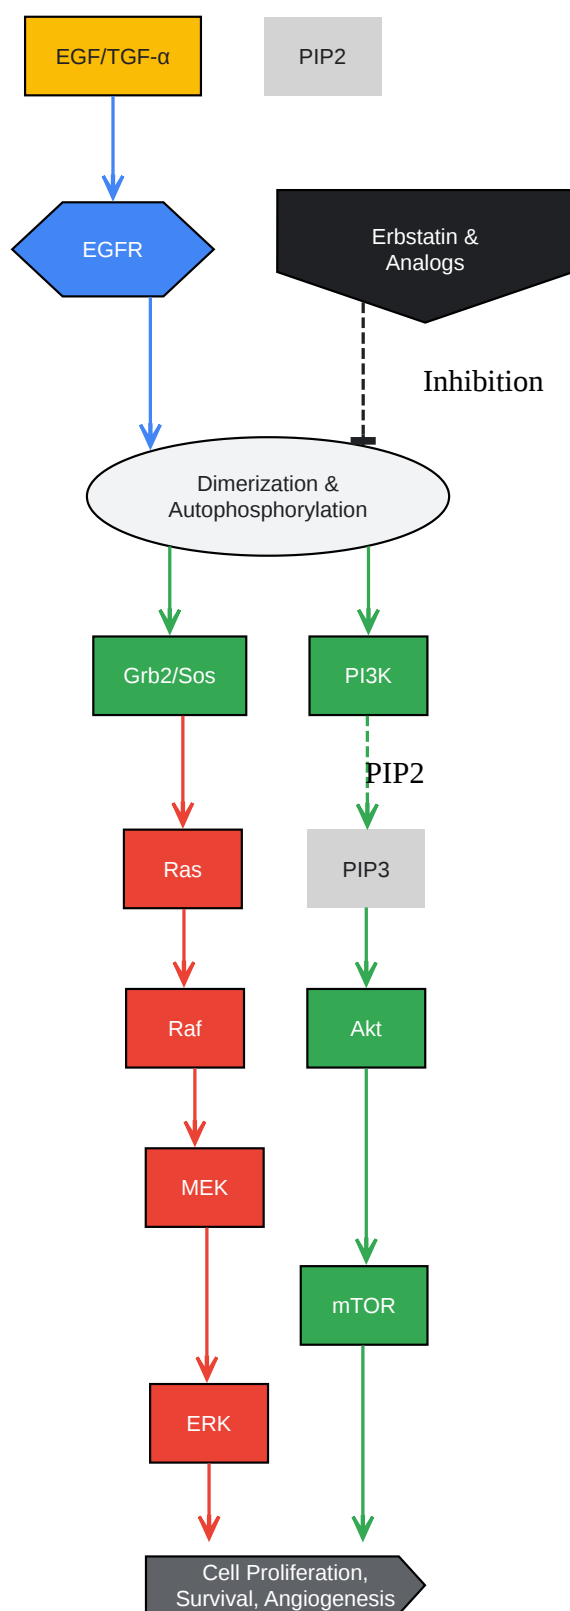 EGF/TGF-α
PIP2
EGFR
Erbstatin &
Analogs
Inhibition
Dimerization &
Autophosphorylation
Grb2/Sos
PI3K
PIP2
Ras
PIP3
Raf
Akt
MEK
mTOR
ERK
Cell Proliferation,
Survival, Angiogenesis